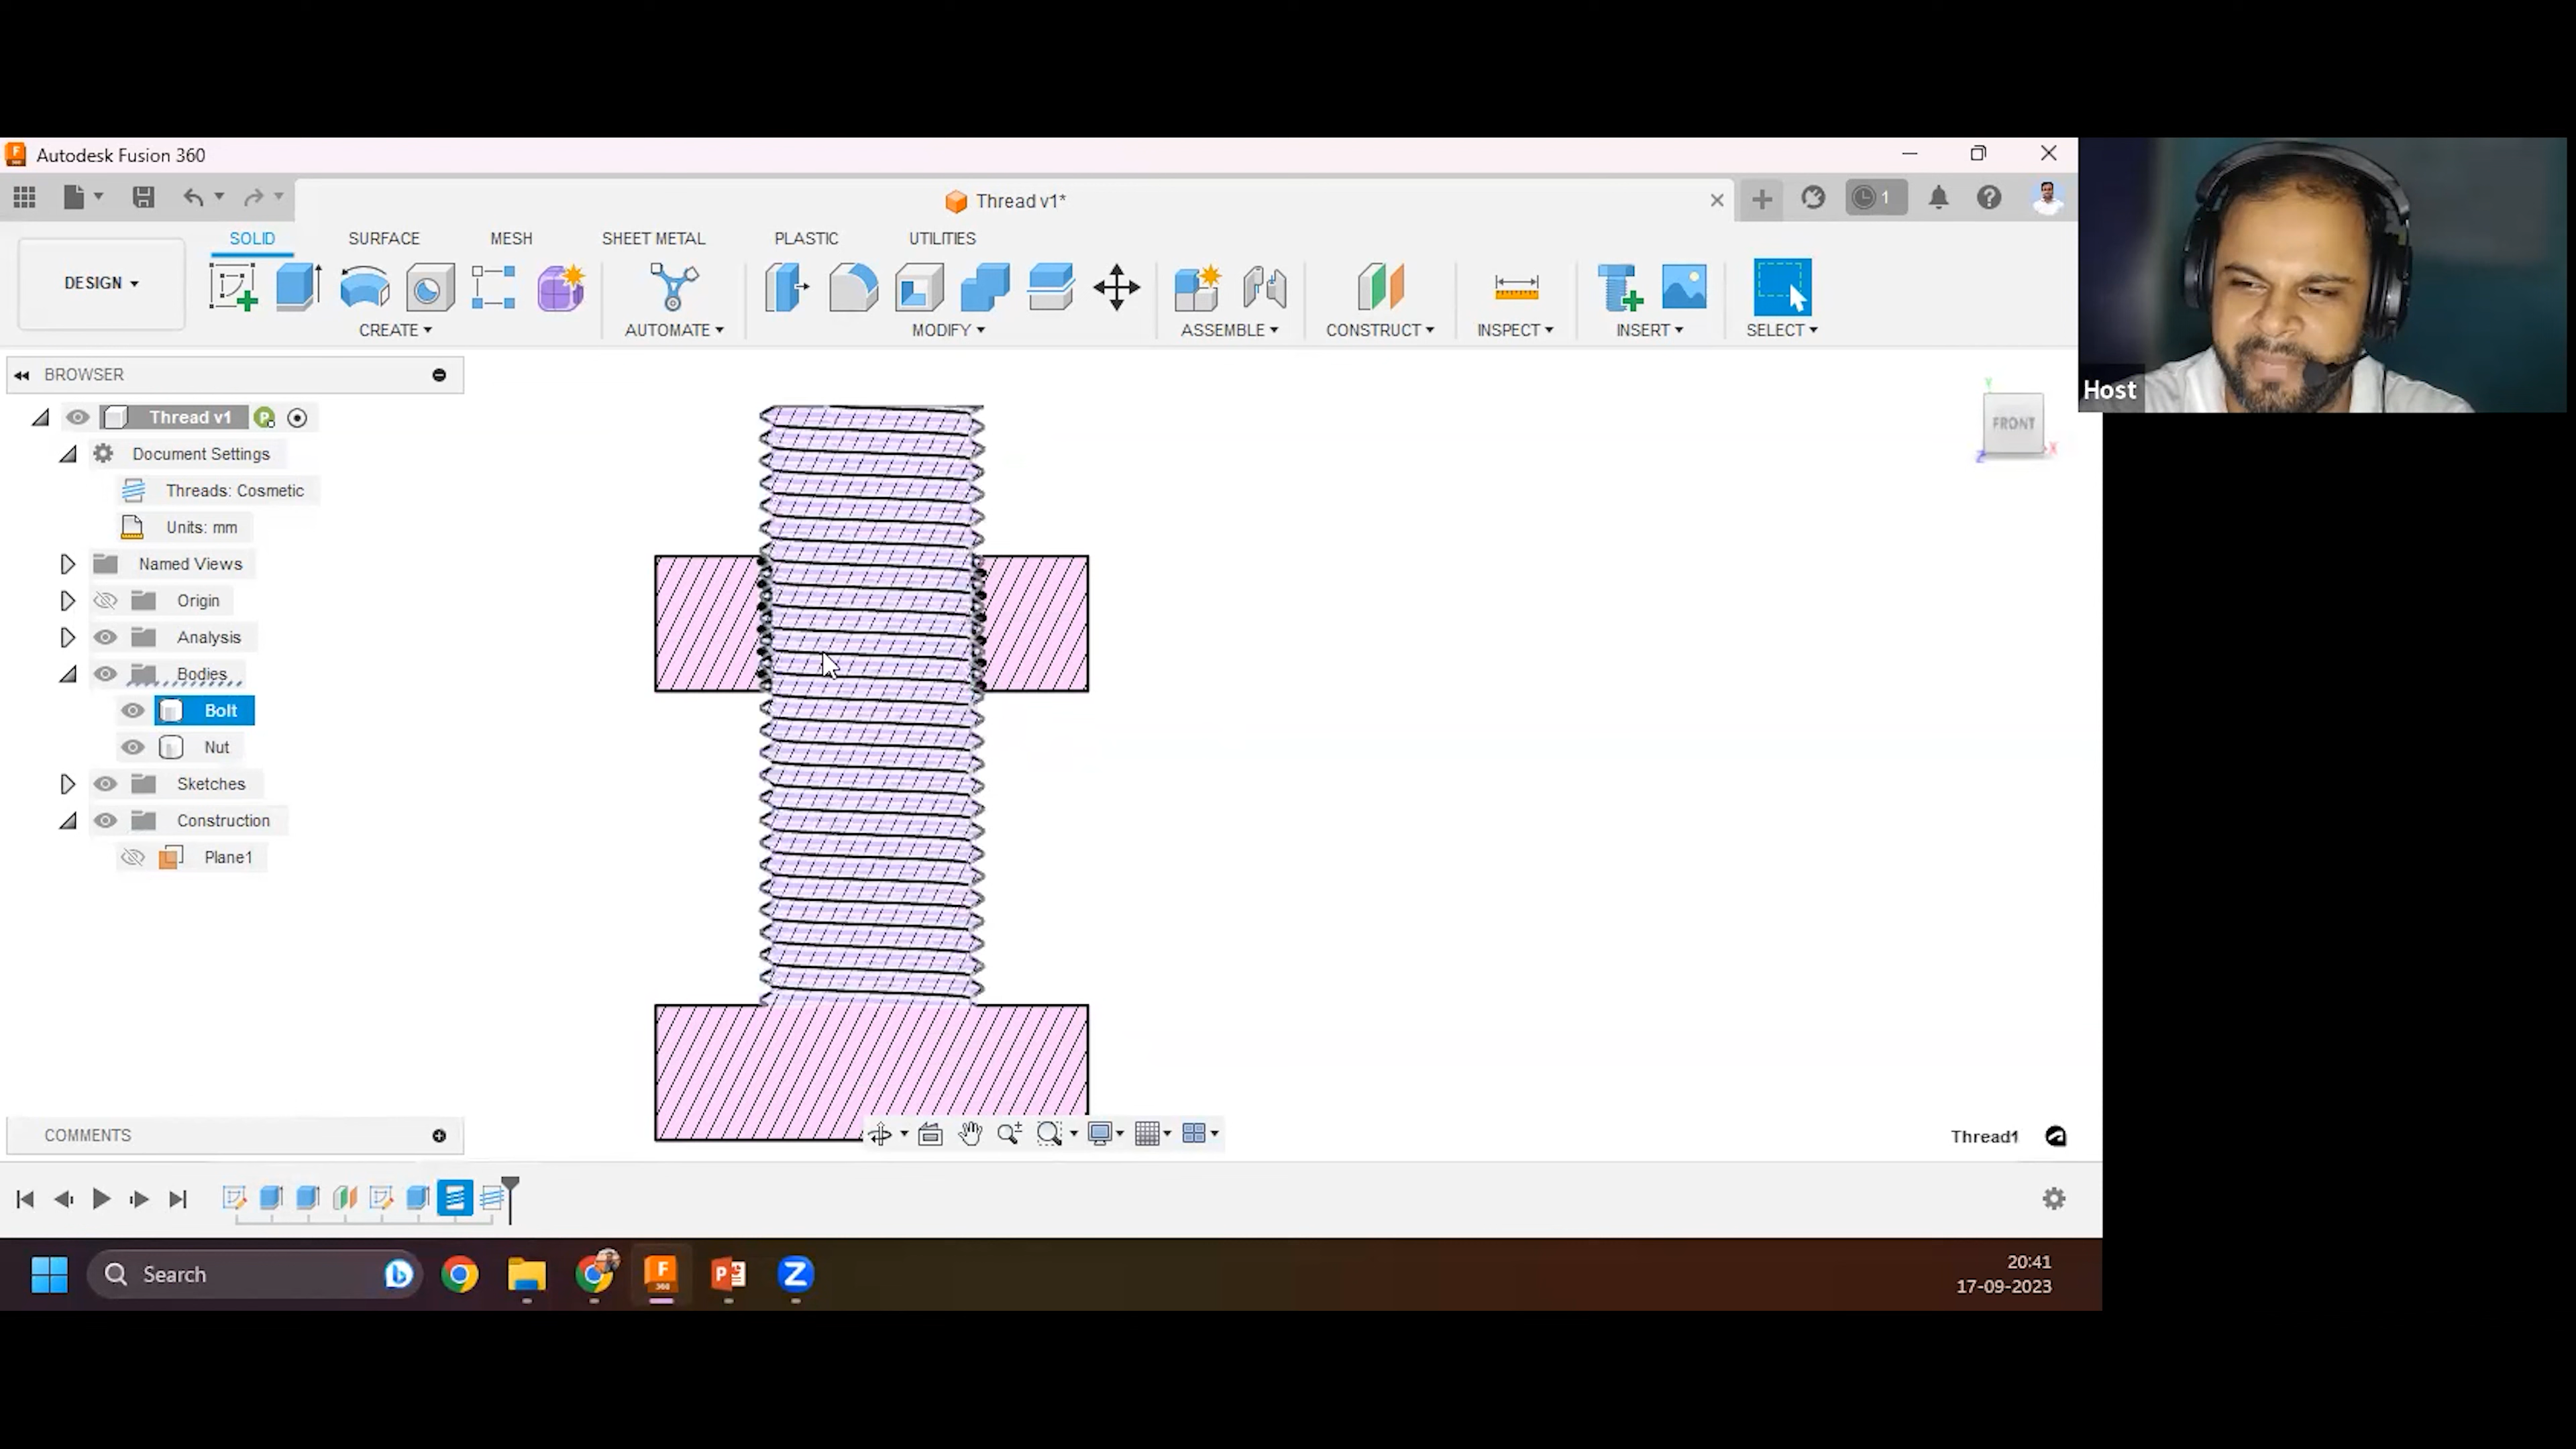 Autodesk Fusion 360
Thread v1*
1
DESIGN
SOLID
SURFACE
MESH
SHEET METAL
PLASTIC
UTILITIES
CREATE
AUTOMATE
MODIFY
ASSEMBLE
CONSTRUCT
INSPECT
INSERT
SELECT
Host
BROWSER
Thread v1
Document Settings
Threads: Cosmetic
Units: mm
Named Views
Origin
Analysis
Bodies
Bolt
Nut
Sketches
Construction
Plane1
FRONT
Y
X
Z
COMMENTS
Thread1
Search
20:41
17-09-2023